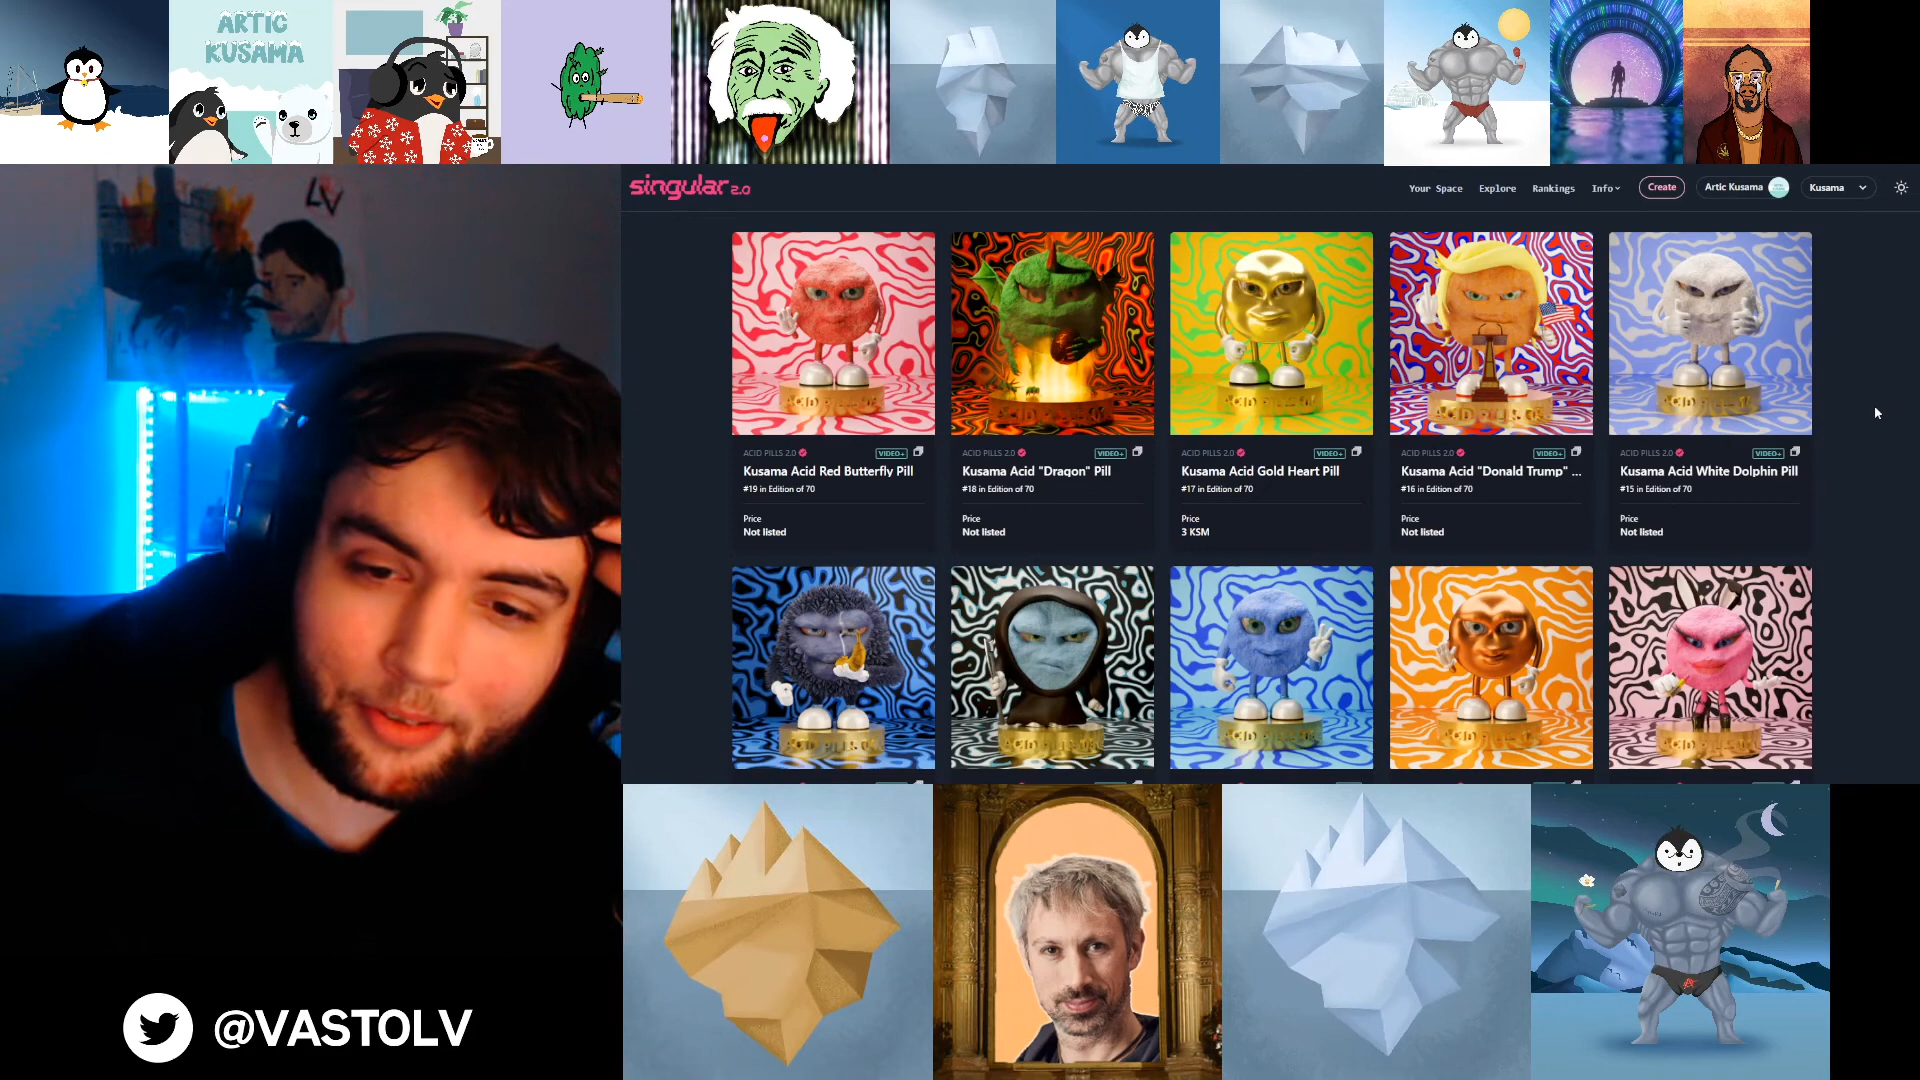 ARTIC
KUSAMA
LV
singular 2.0
Your Space Explore Rankings Info Create Artic Kusama Kusama
ACID PILLS 2.0 VIDEO+
Kusama Acid Red Butterfly Pill
#19 in Edition of 70
Price
Not listed
ACID PILLS 2.0 VIDEO+
Kusama Acid "Dragon" Pill
#18 in Edition of 70
Price
Not listed
ACID PILLS 2.0 VIDEO+
Kusama Acid Gold Heart Pill
#17 in Edition of 70
Price
3 KSM
ACID PILLS 2.0 VIDEO+
Kusama Acid "Donald Trump" ...
#16 in Edition of 70
Price
Not listed
ACID PILLS 2.0 VIDEO+
Kusama Acid White Dolphin Pill
#15 in Edition of 70
Price
Not listed
@VASTOLV